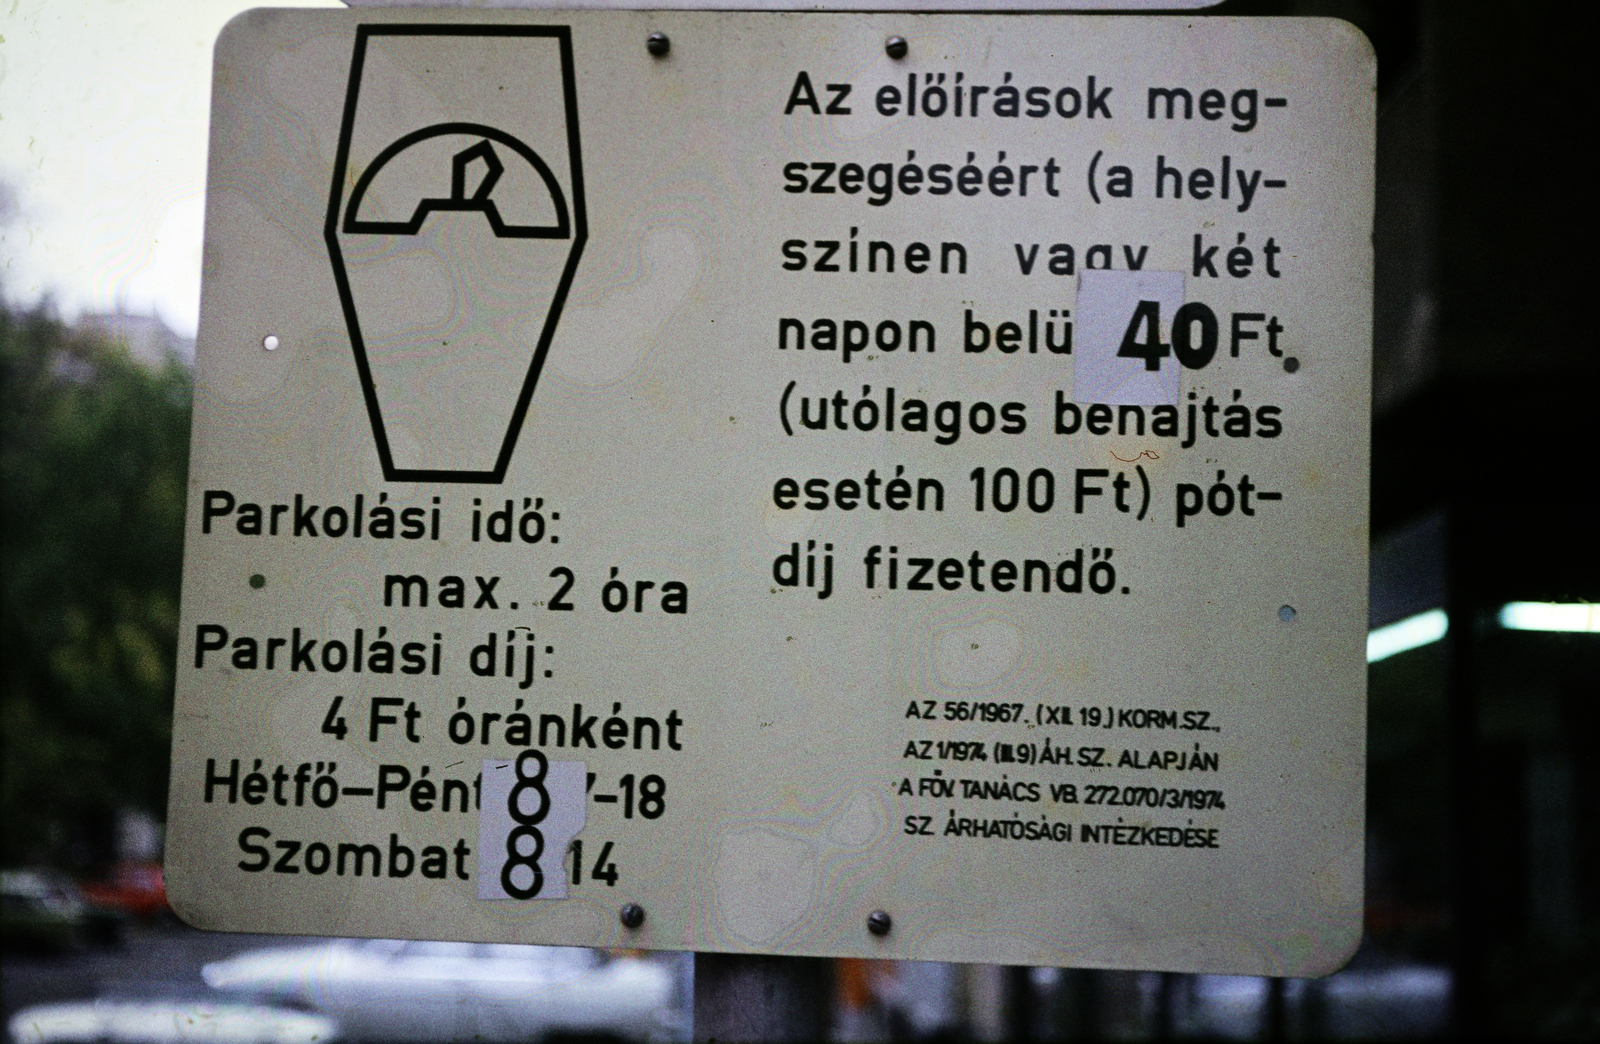 Parkolási idő:
max. 2 óra
Parkolási díj:
4 Ft óránként
Hétfő–Pént 8 –18
Szombat 8 14
Az előírások meg-
szegéséért (a hely-
színen vagy két
napon belü 40 Ft.
(utólagos benajtás
esetén 100 Ft) pót-
díj fizetendő.
AZ 56/1967. (XII. 19.) KORM.SZ.,
AZ 1/1974. (III.9) ÁH. SZ. ALAPJÁN
A FŐV. TANÁCS VB. 272.070/3/1974
SZ. ÁRHATÓSÁGI INTÉZKEDÉSE